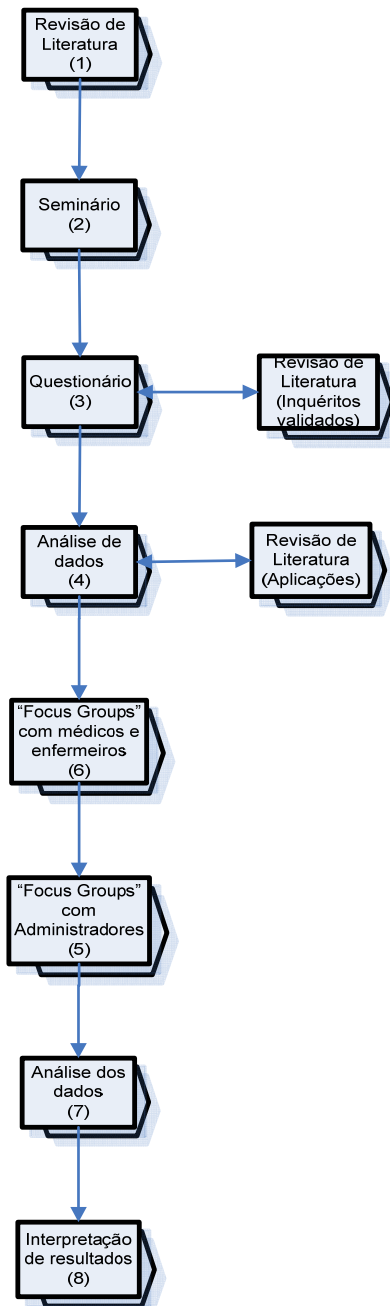 Revisão de
Literatura
(1)
Seminário
(2)
Questionário
(3)
Revisão de
Literatura
(Inquéritos
validados)
Análise de
dados
(4)
Revisão de
Literatura
(Aplicações)
“Focus Groups”
com médicos e
enfermeiros
(6)
“Focus Groups”
com
Administradores
(5)
Análise dos
dados
(7)
Interpretação
de resultados
(8)